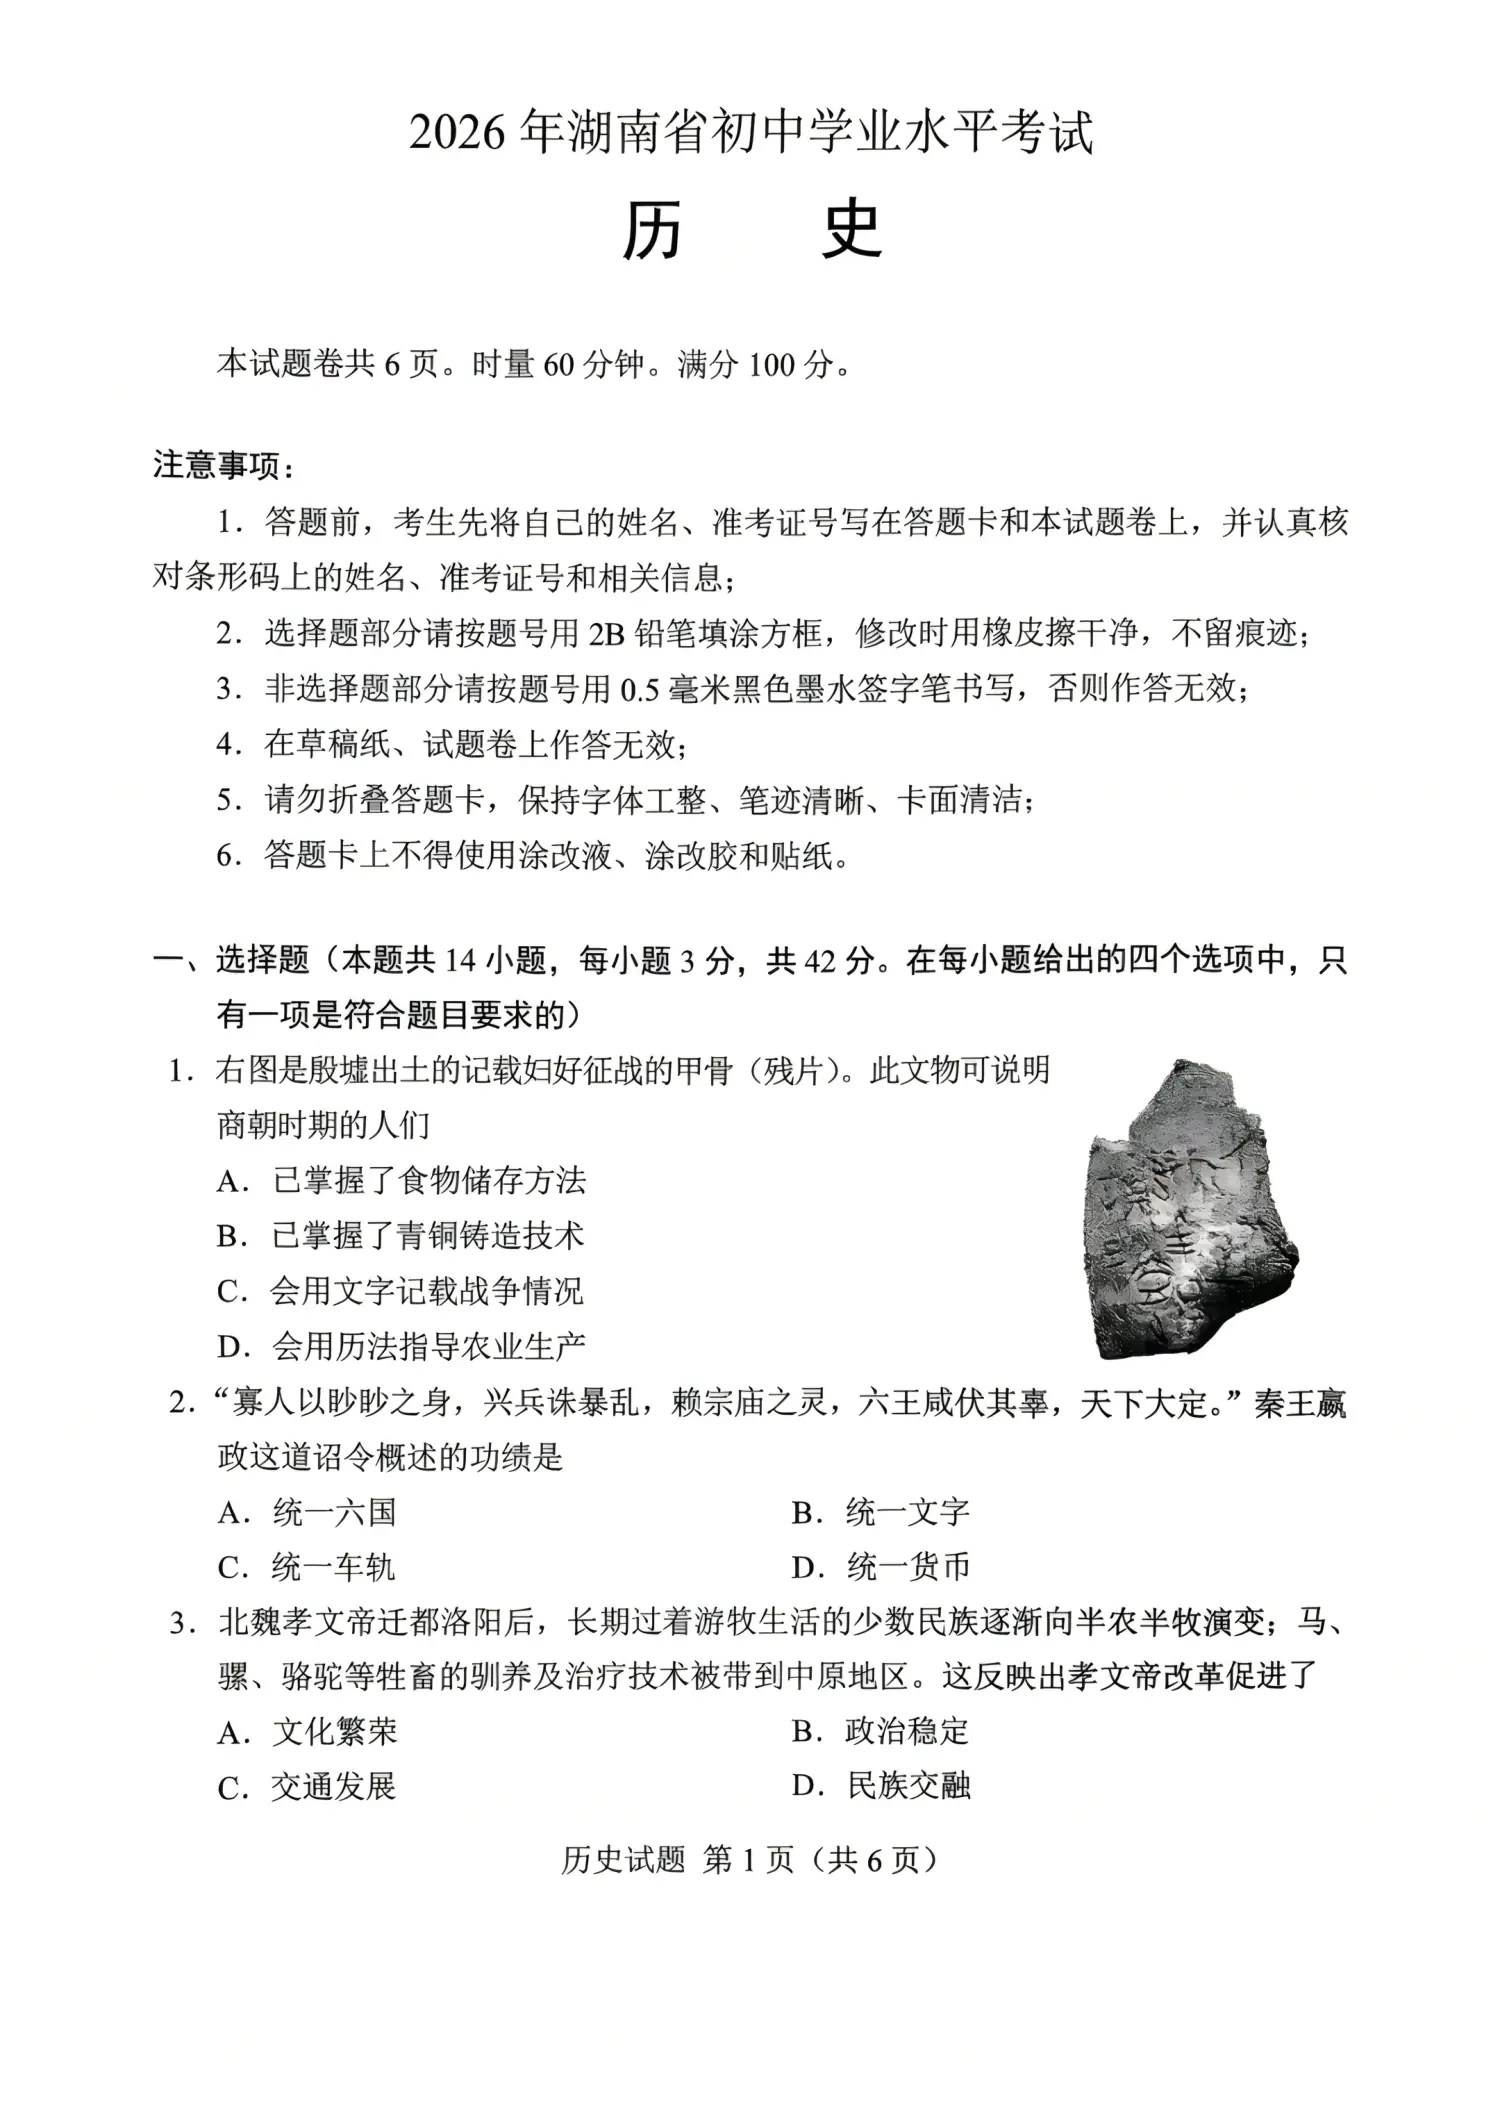 2026 年湖南省初中学业水平考试
历 史
本试题卷共 6 页。时量 60 分钟。满分 100 分。
注意事项：
1．答题前，考生先将自己的姓名、准考证号写在答题卡和本试题卷上，并认真核
对条形码上的姓名、准考证号和相关信息；
2．选择题部分请按题号用 2B 铅笔填涂方框，修改时用橡皮擦干净，不留痕迹；
3．非选择题部分请按题号用 0.5 毫米黑色墨水签字笔书写，否则作答无效；
4．在草稿纸、试题卷上作答无效；
5．请勿折叠答题卡，保持字体工整、笔迹清晰、卡面清洁；
6．答题卡上不得使用涂改液、涂改胶和贴纸。
一、选择题（本题共 14 小题，每小题 3 分，共 42 分。在每小题给出的四个选项中，只
有一项是符合题目要求的）
1．右图是殷墟出土的记载妇好征战的甲骨（残片）。此文物可说明
商朝时期的人们
A．已掌握了食物储存方法
B．已掌握了青铜铸造技术
C．会用文字记载战争情况
D．会用历法指导农业生产
2．“寡人以眇眇之身，兴兵诛暴乱，赖宗庙之灵，六王咸伏其辜，天下大定。”秦王嬴
政这道诏令概述的功绩是
A．统一六国 B．统一文字
C．统一车轨 D．统一货币
3．北魏孝文帝迁都洛阳后，长期过着游牧生活的少数民族逐渐向半农半牧演变；马、
骡、骆驼等牲畜的驯养及治疗技术被带到中原地区。这反映出孝文帝改革促进了
A．文化繁荣 B．政治稳定
C．交通发展 D．民族交融
历史试题 第 1 页（共 6 页）